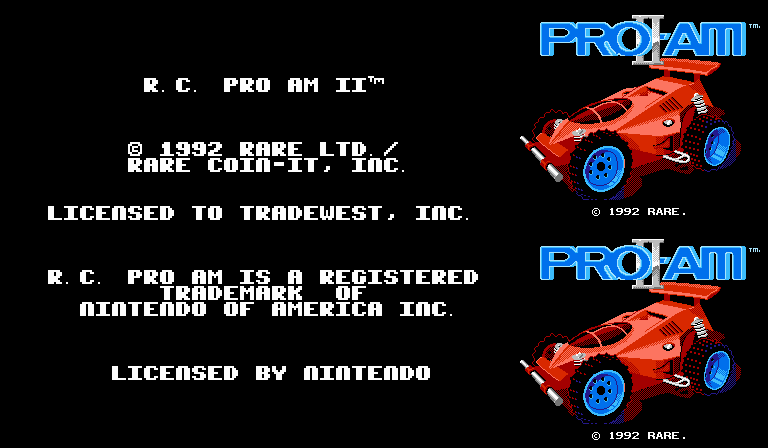 R.C. PRO AM II™
© 1992 RARE LTD./
RARE COIN-IT, INC.
LICENSED TO TRADEWEST, INC.
R.C. PRO AM IS A REGISTERED
TRADEMARK OF
NINTENDO OF AMERICA INC.
LICENSED BY NINTENDO
PRO-AM™
II
© 1992 RARE.
PRO-AM™
II
© 1992 RARE.